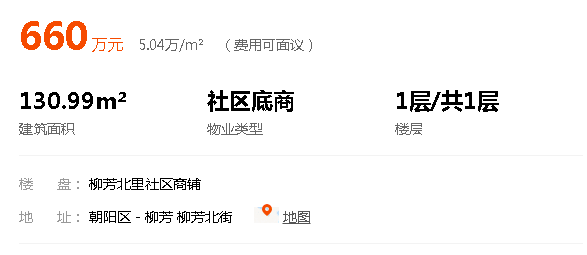 660万元 5.04万/m² （费用可面议）
130.99m² 社区底商 1层/共1层
建筑面积 物业类型 楼层
楼 盘： 柳芳北里社区商铺
地 址： 朝阳区 - 柳芳 柳芳北街 地图